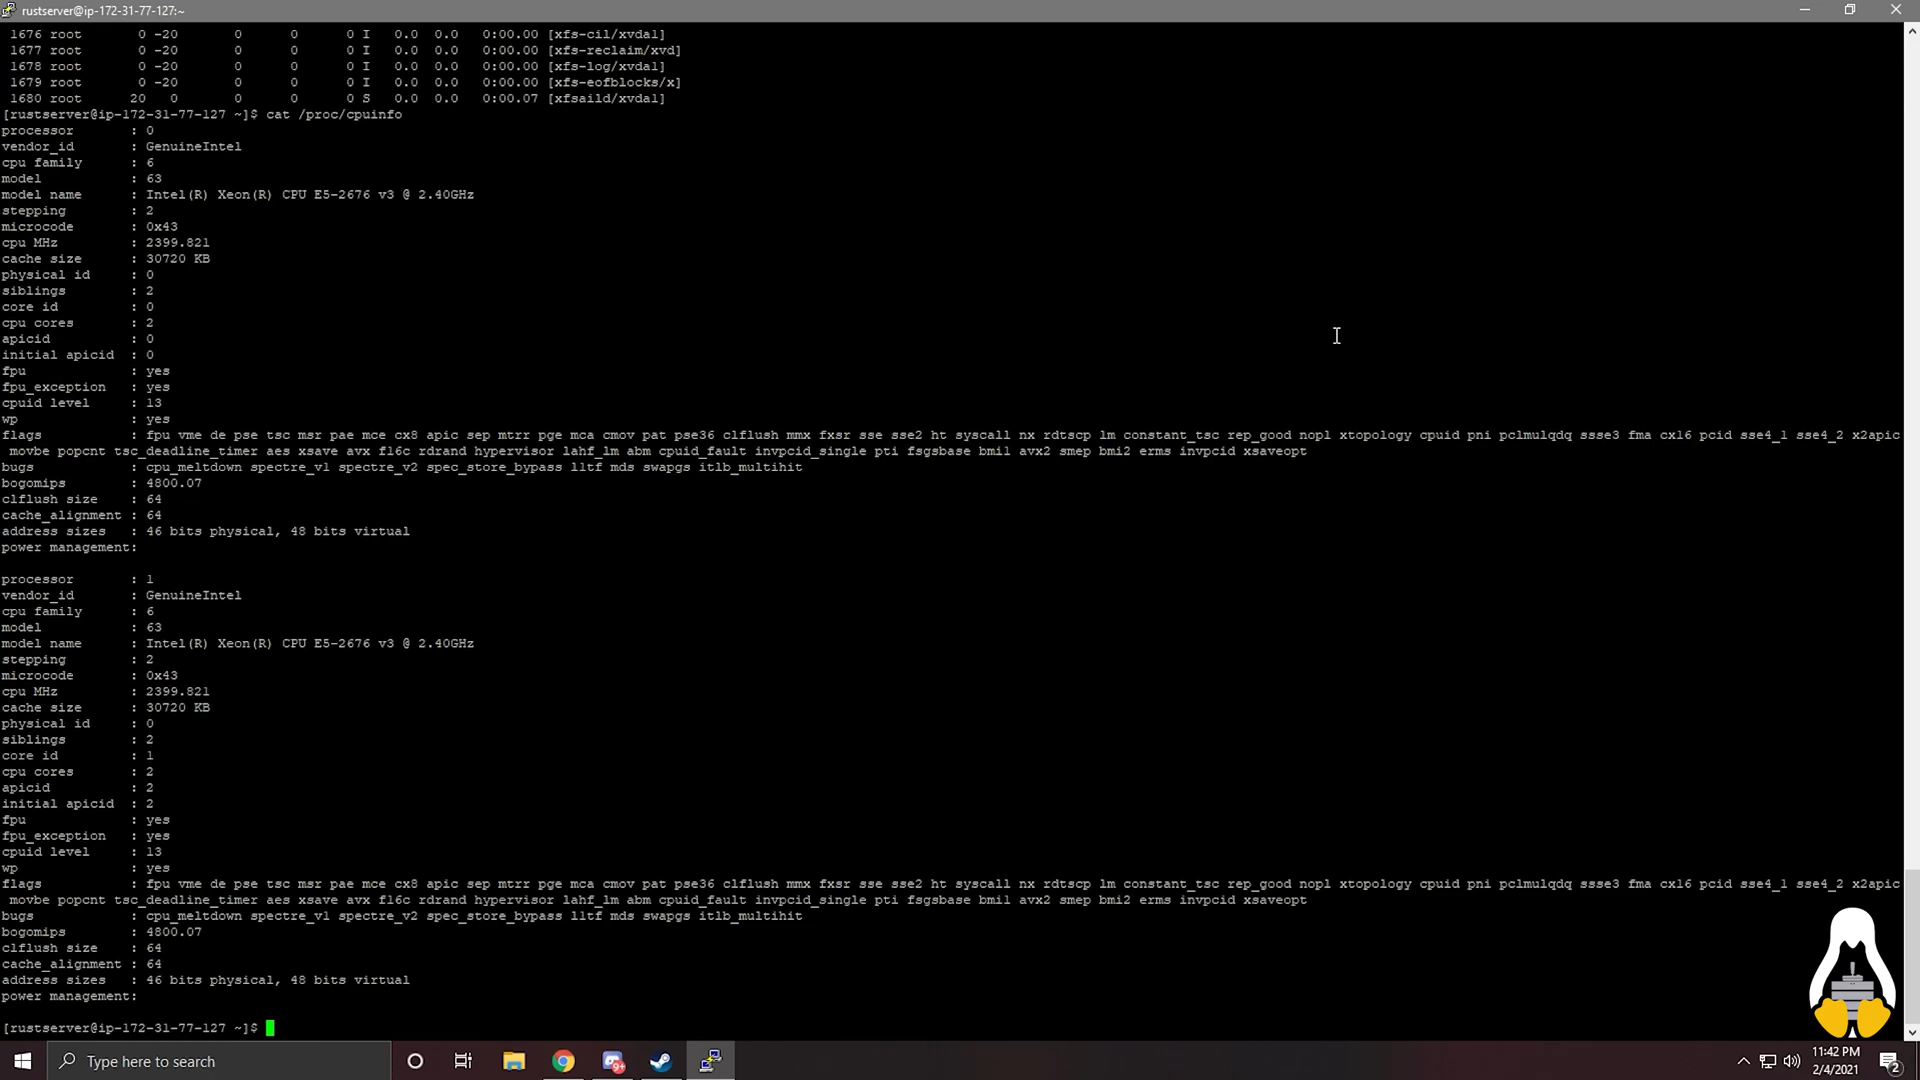 rustserver@ip-172-31-77-127:~
1676 root 0 -20 0 0 0 I 0.0 0.0 0:00.00 [xfs-cil/xvda1]
1677 root 0 -20 0 0 0 I 0.0 0.0 0:00.00 [xfs-reclaim/xvd]
1678 root 0 -20 0 0 0 I 0.0 0.0 0:00.00 [xfs-log/xvda1]
1679 root 0 -20 0 0 0 I 0.0 0.0 0:00.00 [xfs-eofblocks/x]
1680 root 20 0 0 0 0 S 0.0 0.0 0:00.07 [xfsaild/xvda1]
[rustserver@ip-172-31-77-127 ~]$ cat /proc/cpuinfo
processor : 0
vendor_id : GenuineIntel
cpu family : 6
model : 63
model name : Intel(R) Xeon(R) CPU E5-2676 v3 @ 2.40GHz
stepping : 2
microcode : 0x43
cpu MHz : 2399.821
cache size : 30720 KB
physical id : 0
siblings : 2
core id : 0
cpu cores : 2
apicid : 0
initial apicid : 0
fpu : yes
fpu_exception : yes
cpuid level : 13
wp : yes
flags : fpu vme de pse tsc msr pae mce cx8 apic sep mtrr pge mca cmov pat pse36 clflush mmx fxsr sse sse2 ht syscall nx rdtscp lm constant_tsc rep_good nopl xtopology cpuid pni pclmulqdq ssse3 fma cx16 pcid sse4_1 sse4_2 x2apic
movbe popcnt tsc_deadline_timer aes xsave avx f16c rdrand hypervisor lahf_lm abm cpuid_fault invpcid_single pti fsgsbase bmi1 avx2 smep bmi2 erms invpcid xsaveopt
bugs : cpu_meltdown spectre_v1 spectre_v2 spec_store_bypass l1tf mds swapgs itlb_multihit
bogomips : 4800.07
clflush size : 64
cache_alignment : 64
address sizes : 46 bits physical, 48 bits virtual
power management:
processor : 1
vendor_id : GenuineIntel
cpu family : 6
model : 63
model name : Intel(R) Xeon(R) CPU E5-2676 v3 @ 2.40GHz
stepping : 2
microcode : 0x43
cpu MHz : 2399.821
cache size : 30720 KB
physical id : 0
siblings : 2
core id : 1
cpu cores : 2
apicid : 2
initial apicid : 2
fpu : yes
fpu_exception : yes
cpuid level : 13
wp : yes
flags : fpu vme de pse tsc msr pae mce cx8 apic sep mtrr pge mca cmov pat pse36 clflush mmx fxsr sse sse2 ht syscall nx rdtscp lm constant_tsc rep_good nopl xtopology cpuid pni pclmulqdq ssse3 fma cx16 pcid sse4_1 sse4_2 x2apic
movbe popcnt tsc_deadline_timer aes xsave avx f16c rdrand hypervisor lahf_lm abm cpuid_fault invpcid_single pti fsgsbase bmi1 avx2 smep bmi2 erms invpcid xsaveopt
bugs : cpu_meltdown spectre_v1 spectre_v2 spec_store_bypass l1tf mds swapgs itlb_multihit
bogomips : 4800.07
clflush size : 64
cache_alignment : 64
address sizes : 46 bits physical, 48 bits virtual
power management:
[rustserver@ip-172-31-77-127 ~]$
Type here to search
9+
11:42 PM
2/4/2021
2